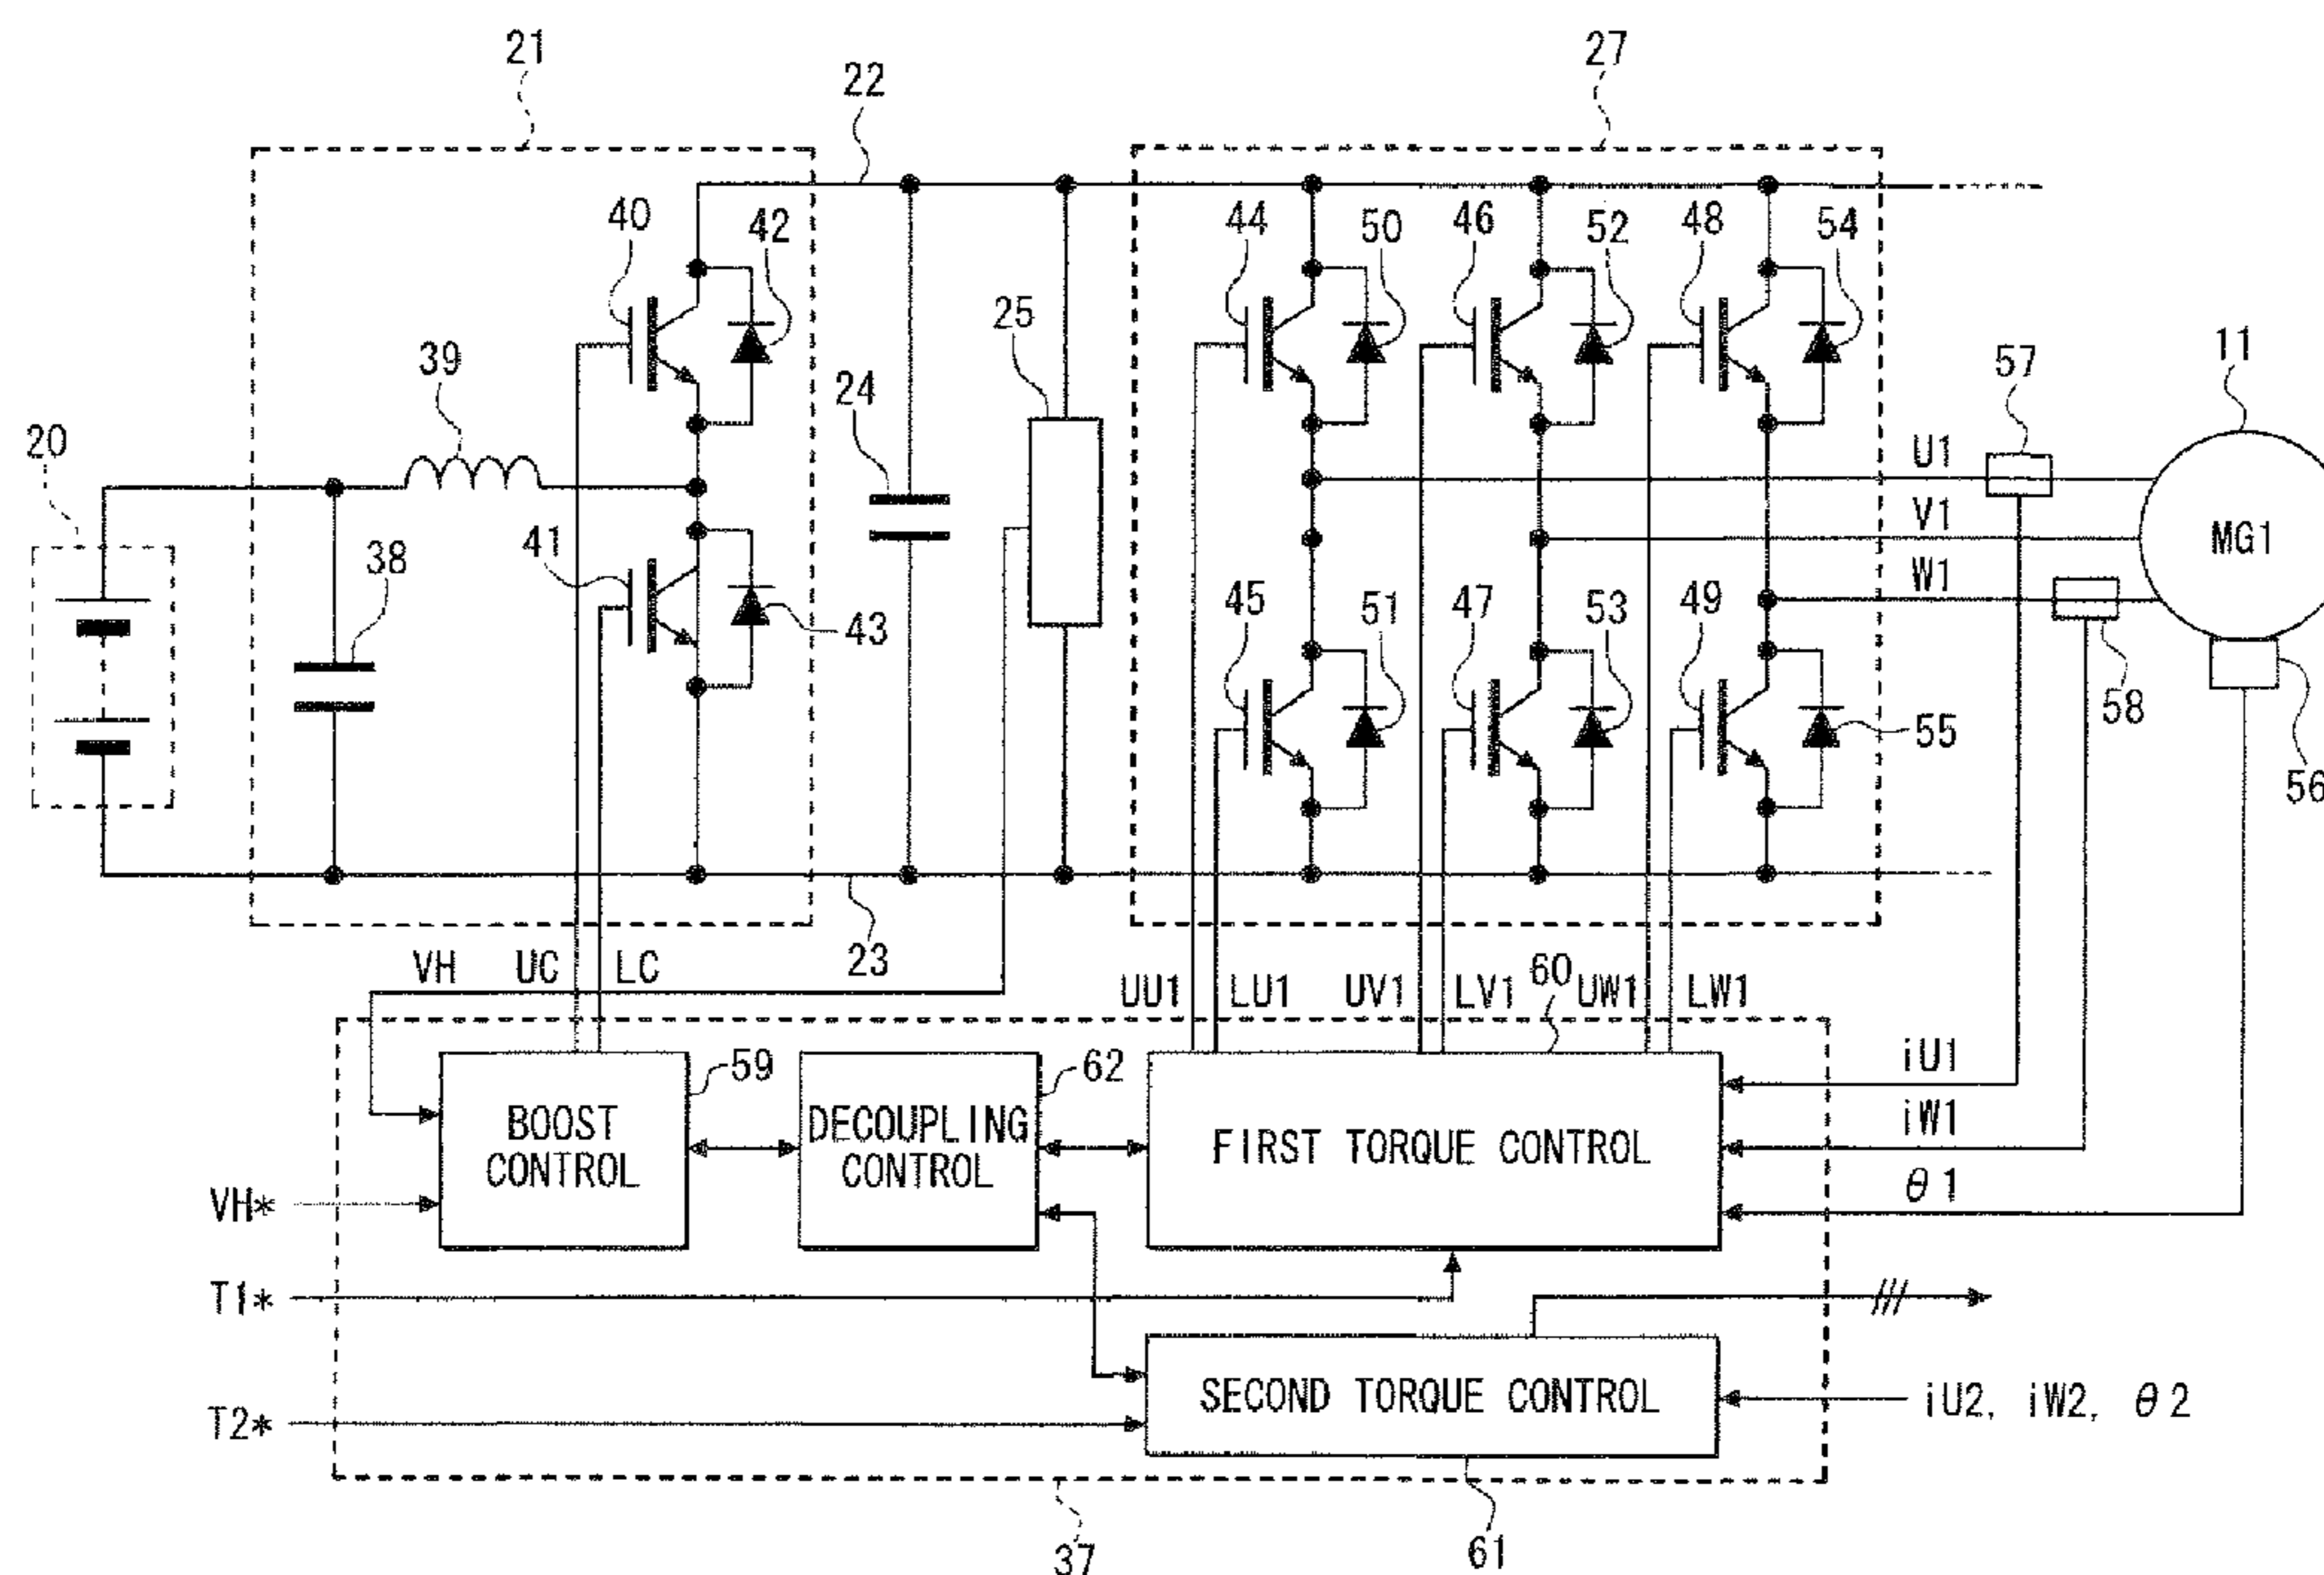 21
27
22
40
42
44
50
46
52
48
54
25
57
11
39
24
20
U1
V1
MG1
38
41
W1
45
51
47
53
49
43
58
55
56
VH
UC
LC
23
UU1
LU1
UV1
LV1
60
UW1
LW1
59
62
iU1
BOOST
CONTROL
DECOUPLING
CONTROL
FIRST TORQUE CONTROL
iW1
VH*
θ1
T1*
SECOND TORQUE CONTROL
iU2, iW2, θ2
T2*
37
61